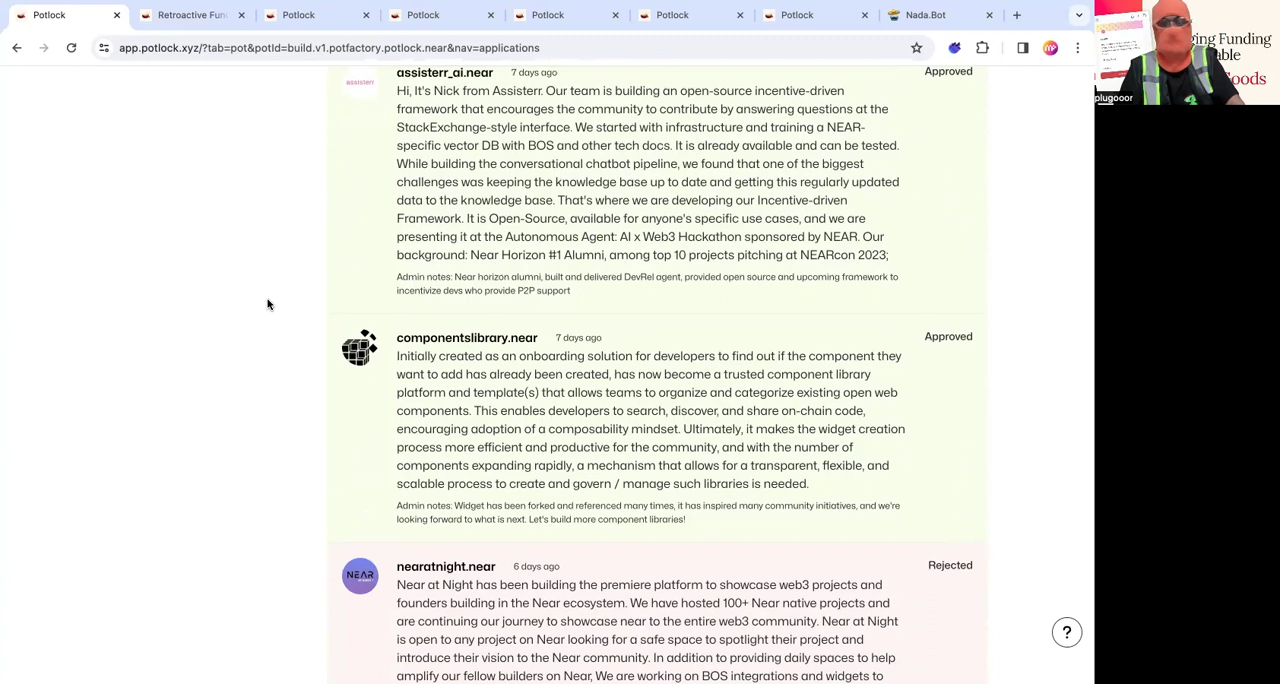 Potlock
Retroactive Fun
Potlock
Potlock
Potlock
Potlock
Potlock
Nada.Bot
app.potlock.xyz/?tab=pot&potId=build.v1.potfactory.potlock.near&nav=applications
ging Funding
able
Goods
plugooor
assisterr
r_ai.near 7 days ago Approved
Hi, It's Nick from Assister. Our team is building an open-source incentive-driven
that encourages the community to contribute by answering questions at the
StackExchange-style interface. We started with infrastructure and training a NEAR-
specific vector DB with BOS and other tech docs. It is already available and can be tested.
While building the conversational chatbot pipeline, we found that one of the biggest
challenges was keeping the knowledge base up to date and getting this regularly updated
data to the knowledge base. That's where we are developing our Incentive-driven
Framework. It is Open-Source, available for anyone's specific use cases, and we are
presenting it at the Autonomous Agent: AI x Web3 Hackathon sponsored by NEAR. Our
background: Near Horizon #1 Alumni, among top 10 projects pitching at NEARcon 2023;
Admin notes: Near horizon alumni, built and delivered DevRel agent, provided open source and upcoming framework to
incentivize devs who provide P2P support
componentslibrary.near 7 days ago Approved
Initially created as an onboarding solution for developers to find out if the component they
want to add has already been created, has now become a trusted component library
platform and template(s) that allows teams to organize and categorize existing open web
components. This enables developers to search, discover, and share on-chain code,
encouraging adoption of a composability mindset. Ultimately, it makes the widget creation
process more efficient and productive for the community, and with the number of
components expanding rapidly, a mechanism that allows for a transparent, flexible, and
scalable process to create and govern / manage such libraries is needed.
Admin notes: Widget has been forked and referenced many times, it has inspired many community initiatives, and we're
looking forward to what is next. Let's build more component libraries!
NEAR
nearatnight.near 6 days ago Rejected
Near at Night has been building the premiere platform to showcase web3 projects and
founders building in the Near ecosystem. We have hosted 100+ Near native projects and
are continuing our journey to showcase near to the entire web3 community. Near at Night
is open to any project on Near looking for a safe space to spotlight their project and
introduce their vision to the Near community. In addition to providing daily spaces to help
amplify our fellow builders on Near, We are working on BOS integrations and widgets to
?